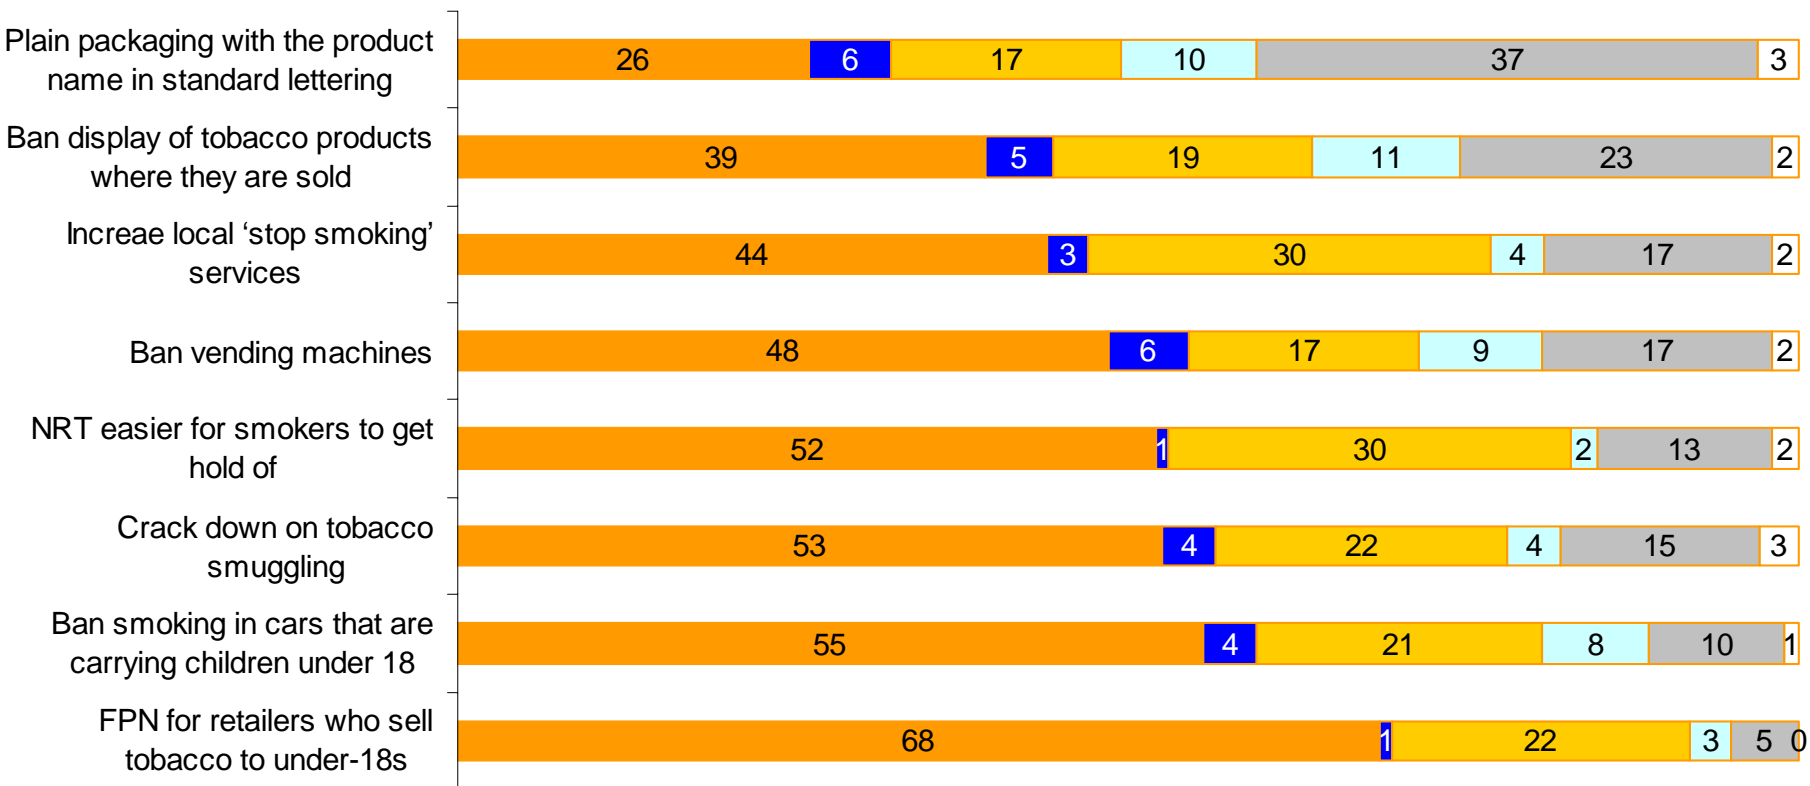 Plain packaging with the product
name in standard lettering
26 6 17 10 37 3
Ban display of tobacco products
where they are sold
39 5 19 11 23 2
Increae local ‘stop smoking’
services
44 3 30 4 17 2
Ban vending machines
48 6 17 9 17 2
NRT easier for smokers to get
hold of
52 1 30 2 13 2
Crack down on tobacco
smuggling
53 4 22 4 15 3
Ban smoking in cars that are
carrying children under 18
55 4 21 8 10 1
FPN for retailers who sell
tobacco to under-18s
68 1 22 3 5 0